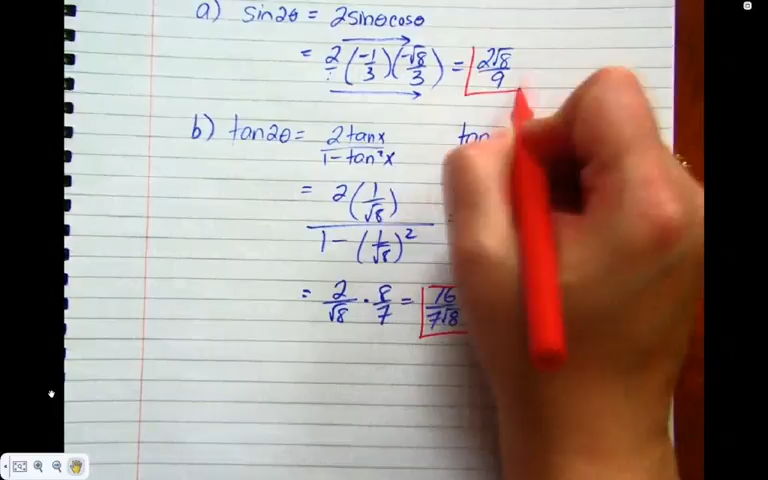 a) sin2θ = 2sinθcosθ
= 2/1 (-1/3)(-√8/3) = 2√8/9
b) tan2θ = 2tanx/1-tan²x
= 2(1/√8)/1-(1/√8)²
= 2/√8 · 8/7 = 16/7√8